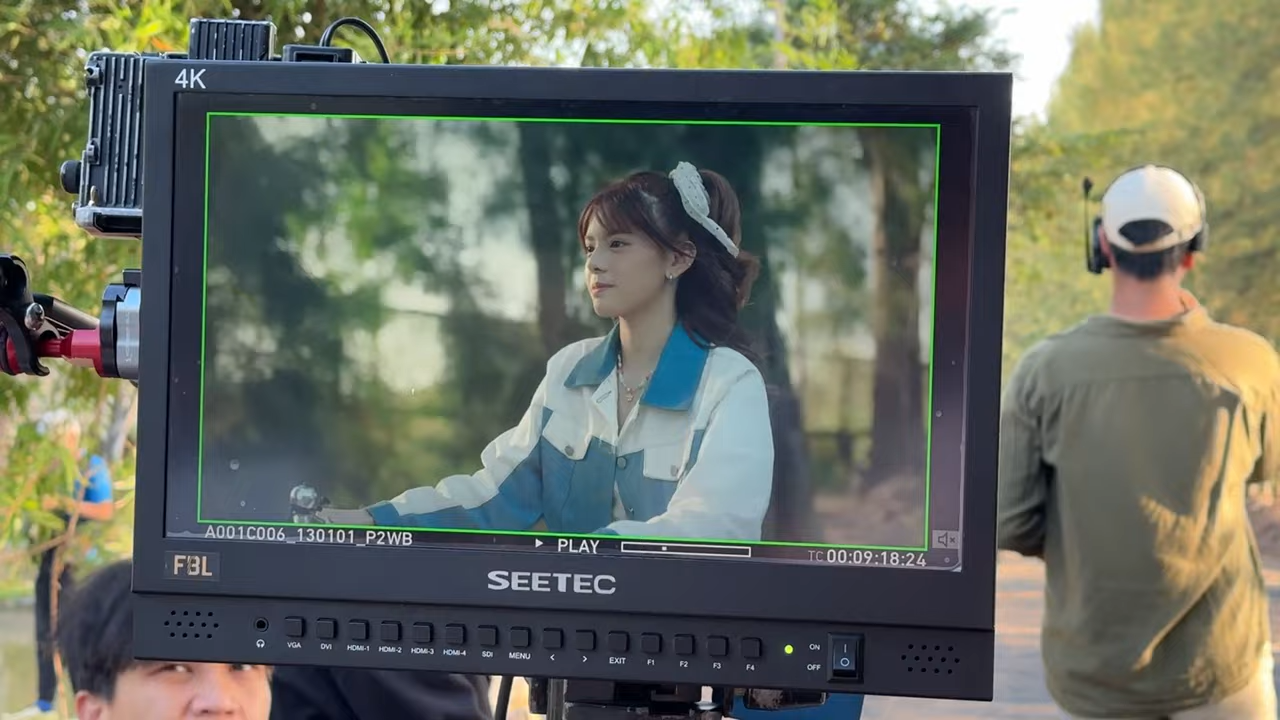 4K
A001C006_130101_P2WB
PLAY
TC 00:09:18:24
FBL
SEETEC
VGA DVI HDMI-1 HDMI-2 HDMI-3 HDMI-4 SDI MENU < > EXIT F1 F2 F3 F4 ON
OFF